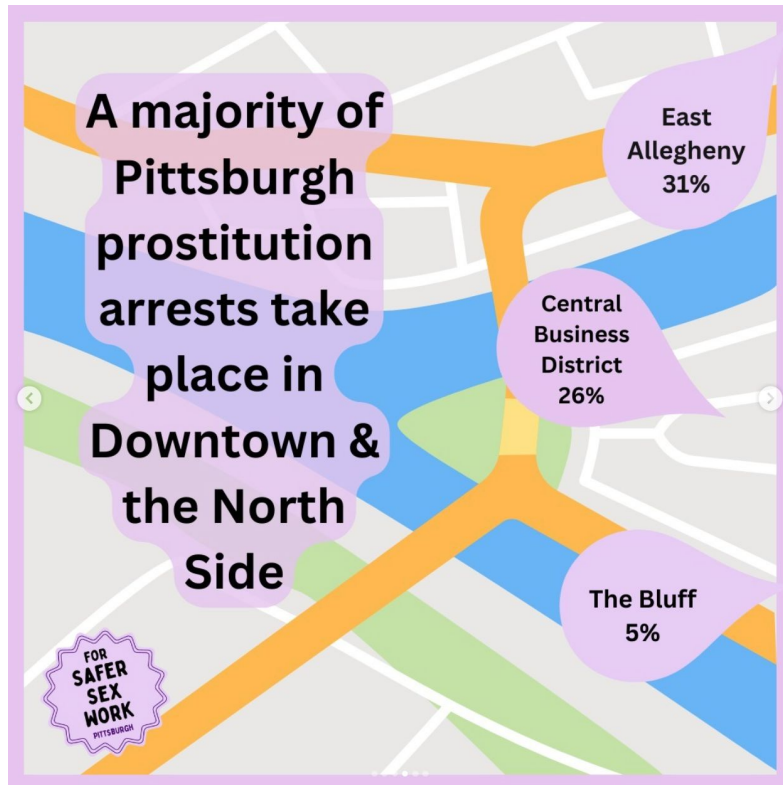 A majority of
Pittsburgh
prostitution
arrests take
place in
Downtown &
the North
Side
East
Allegheny
31%
Central
Business
District
26%
The Bluff
5%
FOR
SAFER
SEX
WORK
PITTSBURGH